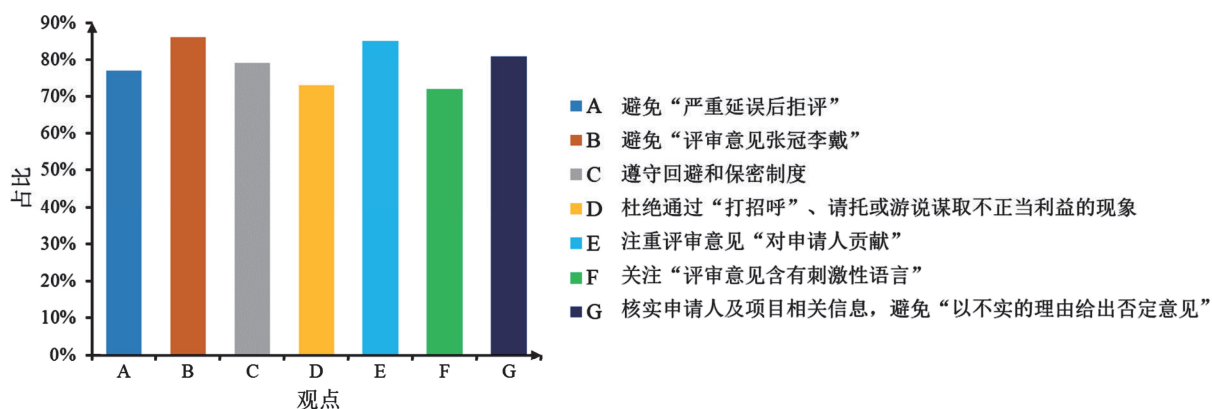 90%
80%
70%
60%
50%
40%
30%
20%
10%
0%
占比
A B C D E F G
观点
A 避免“严重延误后拒评”
B 避免“评审意见张冠李戴”
C 遵守回避和保密制度
D 杜绝通过“打招呼”、请托或游说谋取不正当利益的现象
E 注重评审意见“对申请人贡献”
F 关注“评审意见含有刺激性语言”
G 核实申请人及项目相关信息，避免“以不实的理由给出否定意见”